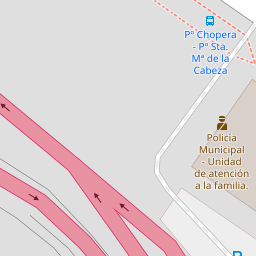 Pº Chopera
- Pº Sta.
Mª de la
Cabeza
Policía
Municipal
- Unidad
de atención
a la familia.